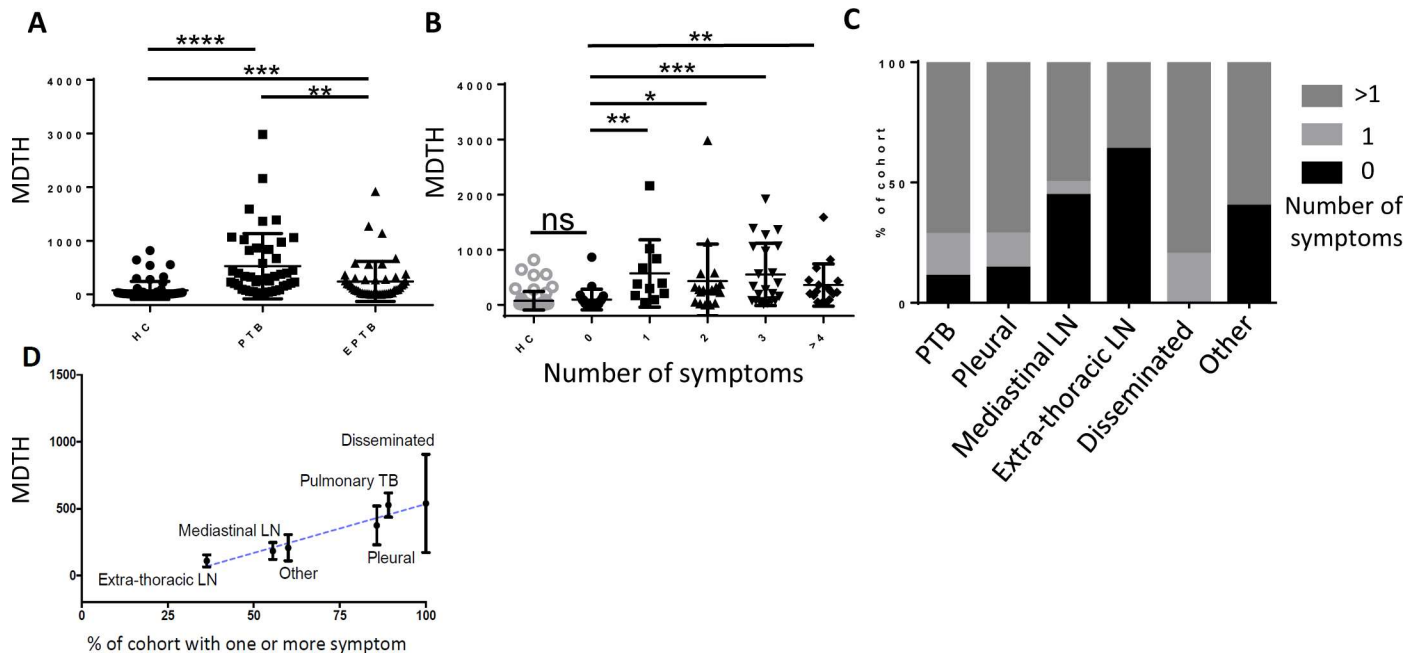 A
****
***
**
4000
3000
2000
1000
0
MDTH
HC
PTB
EPTB
B
**
***
*
**
ns
4000
3000
2000
1000
0
MDTH
HC
0
1
2
3
>4
Number of symptoms
C
100
50
0
% of cohort
PTB
Pleural
Mediastinal LN
Extra-thoracic LN
Disseminated
Other
>1
1
0
Number of
symptoms
D
1500
1000
500
0
MDTH
Disseminated
Pulmonary TB
Mediastinal LN
Pleural
Other
Extra-thoracic LN
0
25
50
75
100
% of cohort with one or more symptom